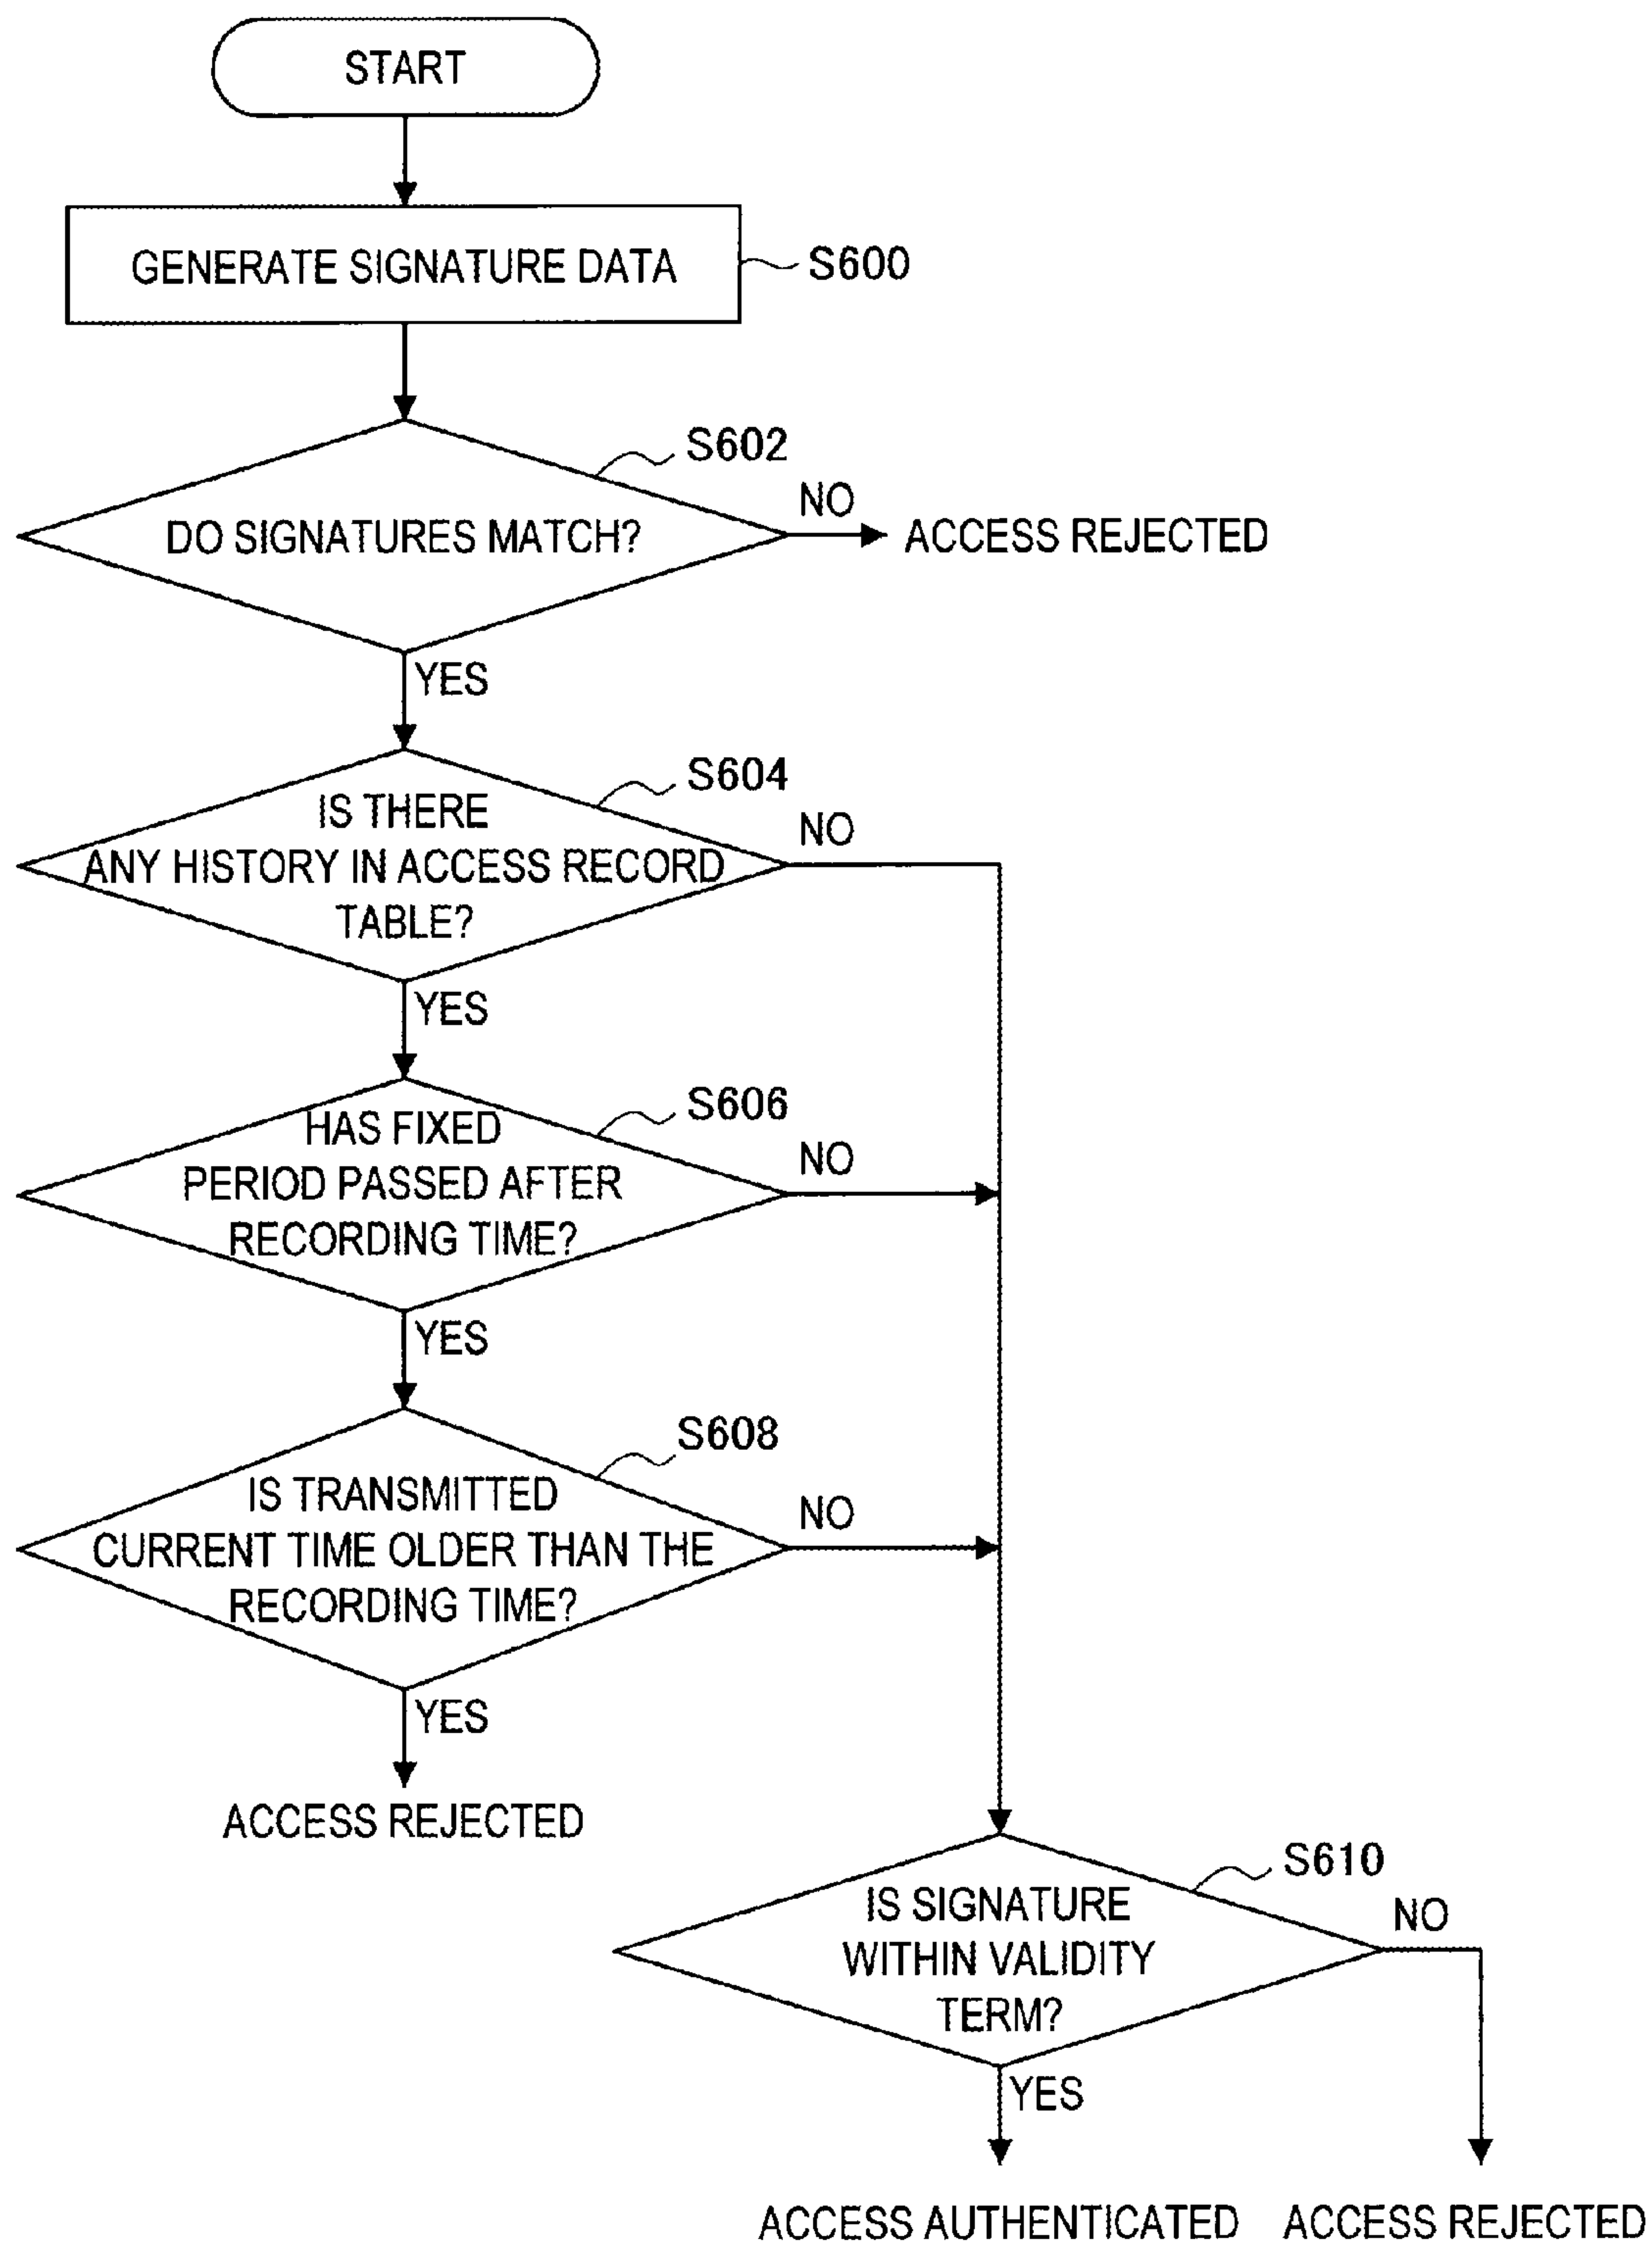 START
GENERATE SIGNATURE DATA
S600
S602
DO SIGNATURES MATCH?
NO
ACCESS REJECTED
YES
S604
IS THERE
ANY HISTORY IN ACCESS RECORD
TABLE?
NO
YES
S606
HAS FIXED
PERIOD PASSED AFTER
RECORDING TIME?
NO
YES
S608
IS TRANSMITTED
CURRENT TIME OLDER THAN THE
RECORDING TIME?
NO
YES
ACCESS REJECTED
S610
IS SIGNATURE
WITHIN VALIDITY
TERM?
NO
YES
ACCESS AUTHENTICATED
ACCESS REJECTED